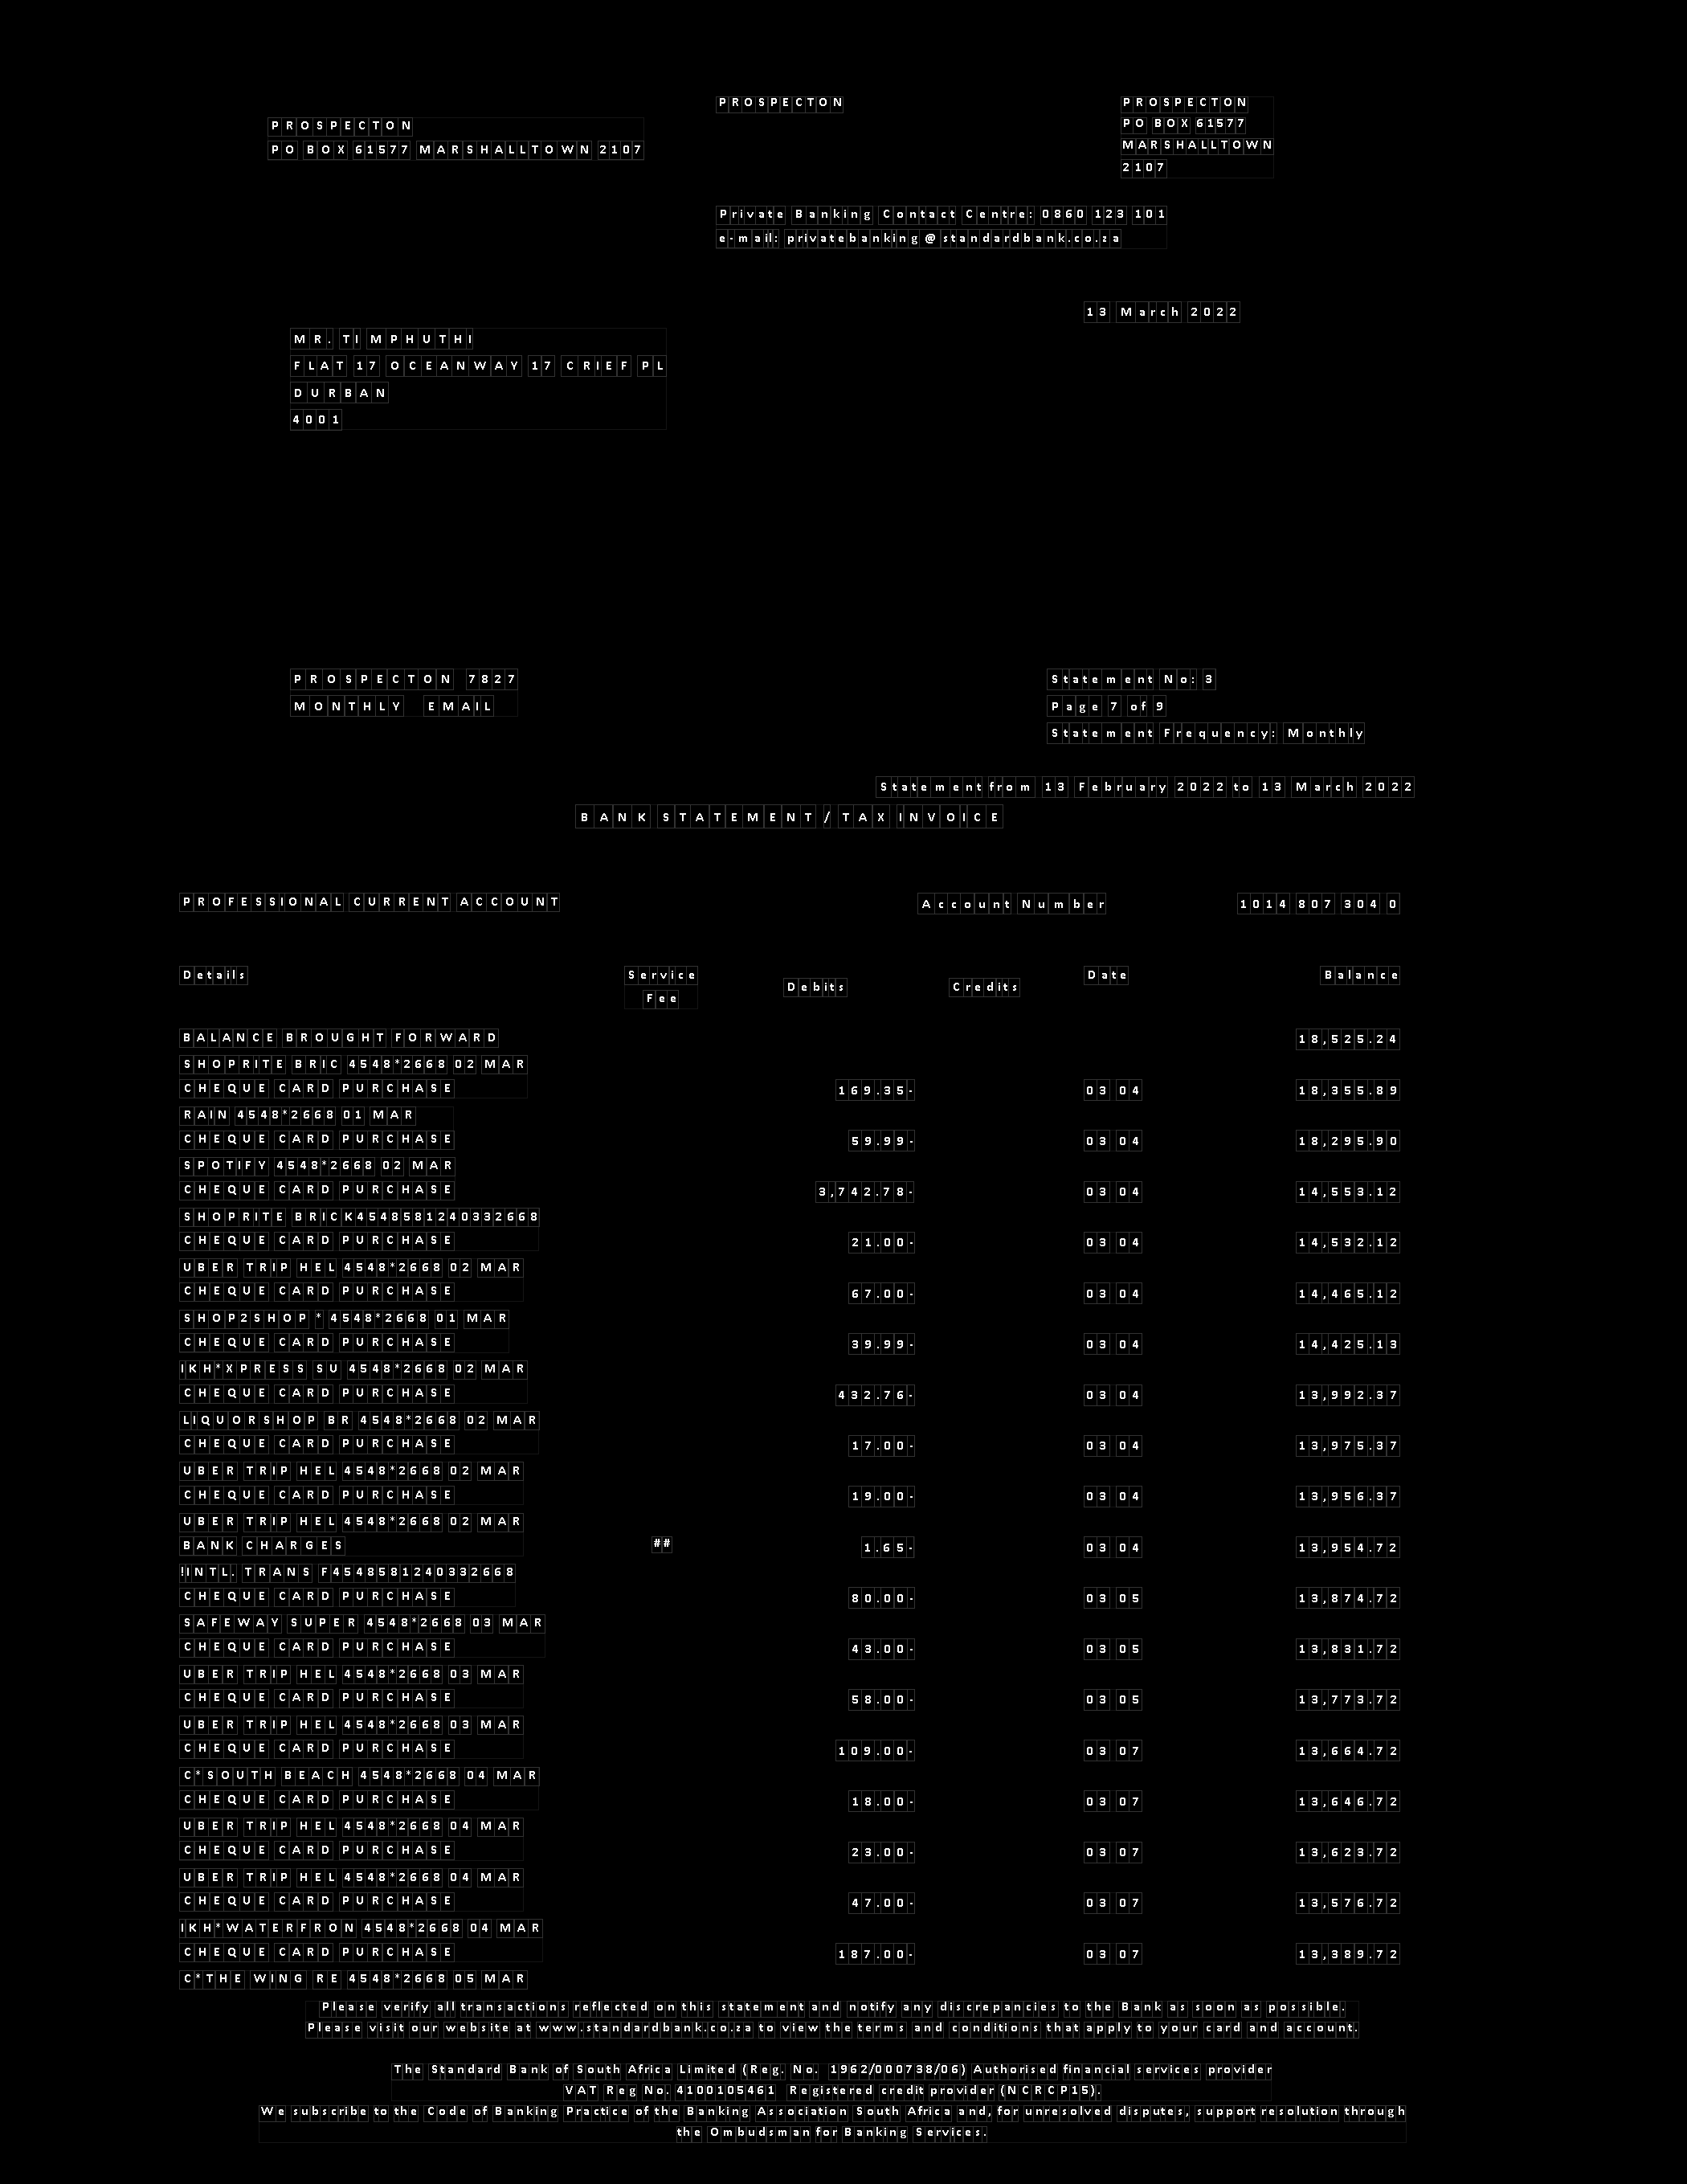 PROSPECTON
PO BOX 61577 MARSHALLTOWN 2107
PROSPECTON
PROSPECTON
PO BOX 61577
MARSHALLTOWN
2107
Private Banking Contact Centre: 0860 123 101
e-mail: privatebanking@standardbank.co.za
13 March 2022
MR. TI MPHUTHI
FLAT 17 OCEANWAY 17 CRIEF PL
DURBAN
4001
PROSPECTON 7827
MONTHLY EMAIL
Statement No: 3
Page 7 of 9
Statement Frequency: Monthly
Statement from 13 February 2022 to 13 March 2022
BANK STATEMENT / TAX INVOICE
PROFESSIONAL CURRENT ACCOUNT Account Number 1014 807 3040 0
Details Service Fee Debits Credits Date Balance
BALANCE BROUGHT FORWARD 18,525.24
SHOPRITE BRIC 4548*2668 02 MAR
CHEQUE CARD PURCHASE 169.35- 03 04 18,355.89
RAIN 4548*2668 01 MAR
CHEQUE CARD PURCHASE 59.99- 03 04 18,295.90
SPOTIFY 4548*2668 02 MAR
CHEQUE CARD PURCHASE 3,742.78- 03 04 14,553.12
SHOPRITE BRICK4548581240332668
CHEQUE CARD PURCHASE 21.00- 03 04 14,532.12
UBER TRIP HEL 4548*2668 02 MAR
CHEQUE CARD PURCHASE 67.00- 03 04 14,465.12
SHOP2SHOP * 4548*2668 01 MAR
CHEQUE CARD PURCHASE 39.99- 03 04 14,425.13
IKH*XPRESS SU 4548*2668 02 MAR
CHEQUE CARD PURCHASE 432.76- 03 04 13,992.37
LIQUORSHOP BR 4548*2668 02 MAR
CHEQUE CARD PURCHASE 17.00- 03 04 13,975.37
UBER TRIP HEL 4548*2668 02 MAR
CHEQUE CARD PURCHASE 19.00- 03 04 13,956.37
UBER TRIP HEL 4548*2668 02 MAR
BANK CHARGES ## 1.65- 03 04 13,954.72
!INTL. TRANS F4548581240332668
CHEQUE CARD PURCHASE 80.00- 03 05 13,874.72
SAFEWAY SUPER 4548*2668 03 MAR
CHEQUE CARD PURCHASE 43.00- 03 05 13,831.72
UBER TRIP HEL 4548*2668 03 MAR
CHEQUE CARD PURCHASE 58.00- 03 05 13,773.72
UBER TRIP HEL 4548*2668 03 MAR
CHEQUE CARD PURCHASE 109.00- 03 07 13,664.72
C*SOUTH BEACH 4548*2668 04 MAR
CHEQUE CARD PURCHASE 18.00- 03 07 13,646.72
UBER TRIP HEL 4548*2668 04 MAR
CHEQUE CARD PURCHASE 23.00- 03 07 13,623.72
UBER TRIP HEL 4548*2668 04 MAR
CHEQUE CARD PURCHASE 47.00- 03 07 13,576.72
IKH*WATERFRON 4548*2668 04 MAR
CHEQUE CARD PURCHASE 187.00- 03 07 13,389.72
C*THE WING RE 4548*2668 05 MAR
Please verify all transactions reflected on this statement and notify any discrepancies to the Bank as soon as possible.
Please visit our website at www.standardbank.co.za to view the terms and conditions that apply to your card and account.
The Standard Bank of South Africa Limited (Reg. No. 1962/000738/06) Authorised financial services provider
VAT Reg No. 4100105461 Registered credit provider (NCRCP15).
We subscribe to the Code of Banking Practice of the Banking Association South Africa and, for unresolved disputes, support resolution through
the Ombudsman for Banking Services.